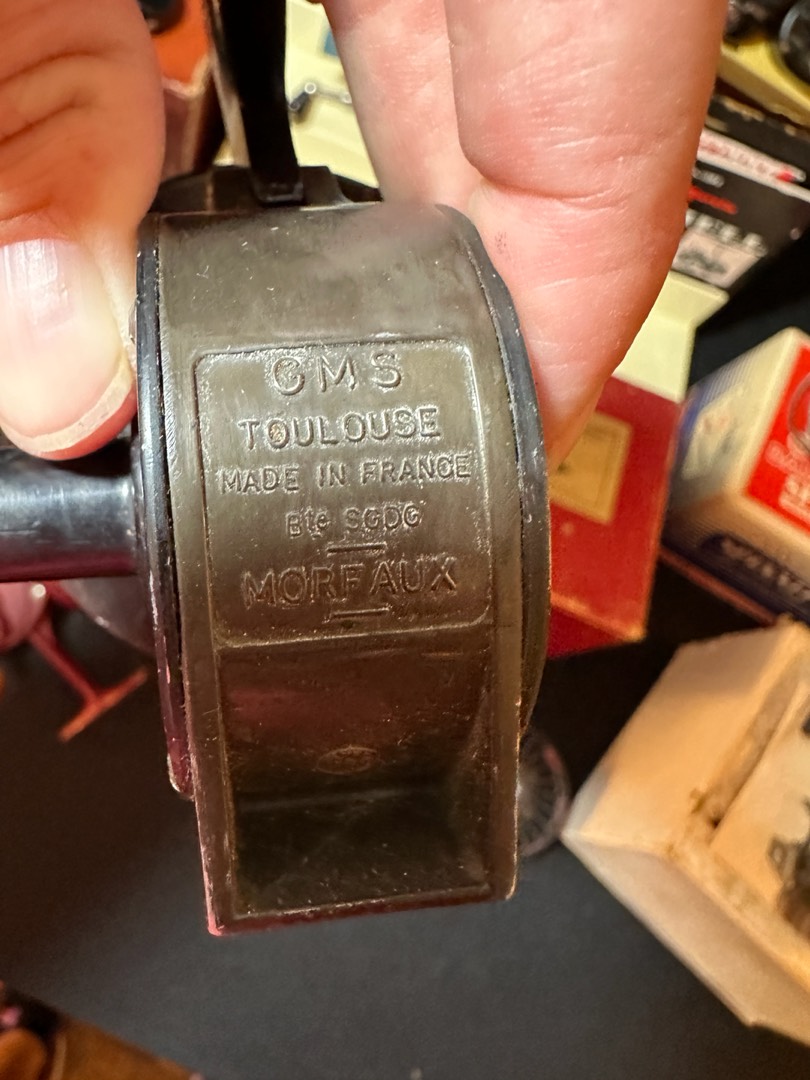 CMS
TOULOUSE
MADE IN FRANCE
Bte SGDG
MORFAUX